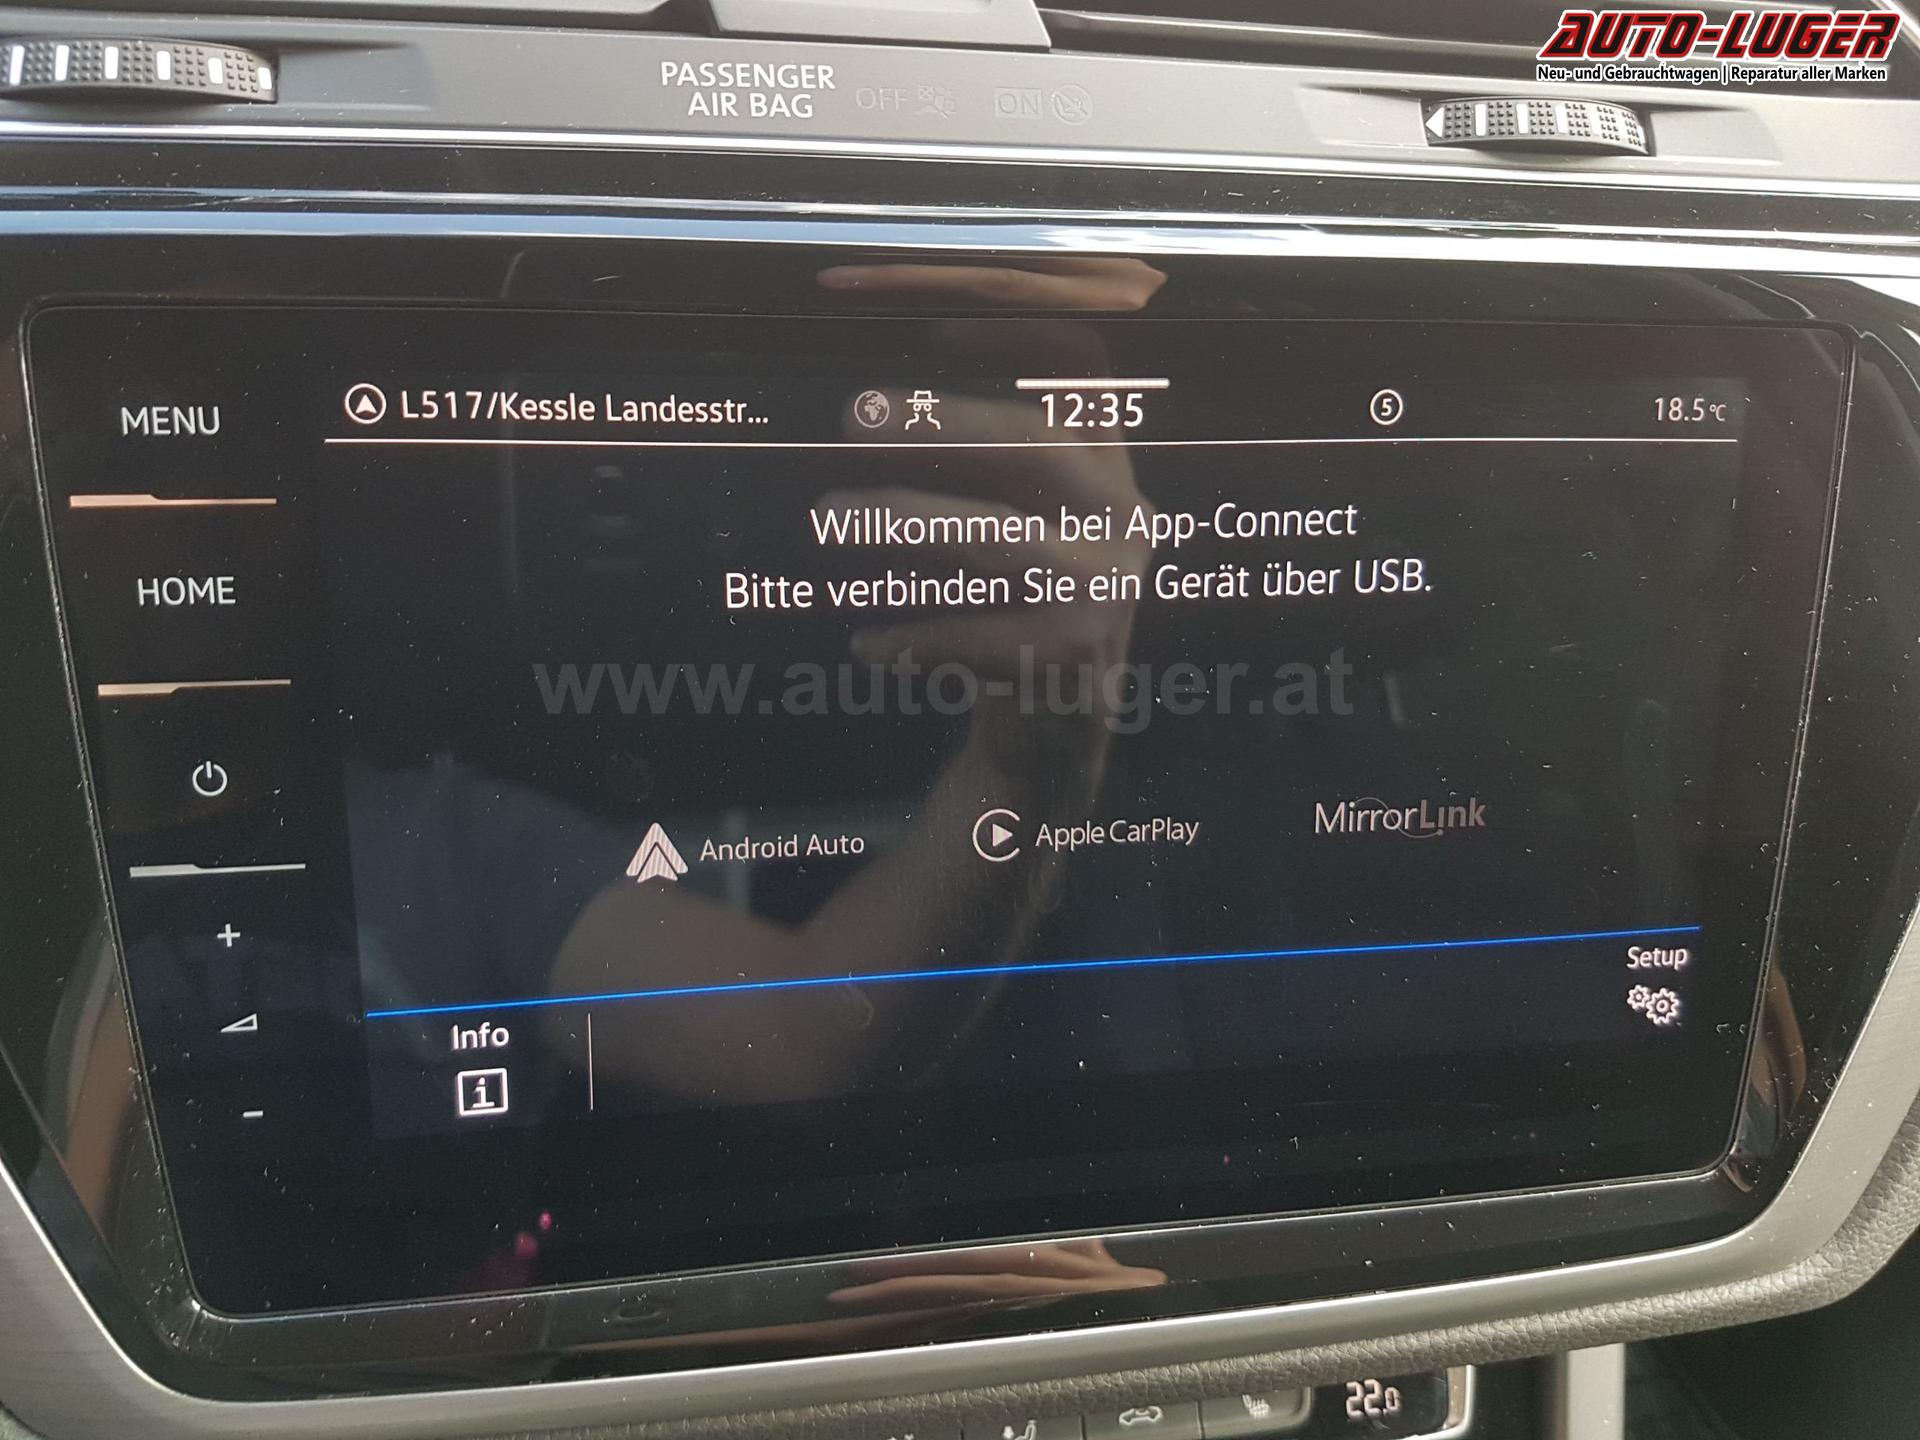 AUTO-LUGER
Neu- und Gebrauchtwagen | Reparatur aller Marken
PASSENGER
AIR BAG
OFF
ON
MENU
L517/Kessle Landesstr...
12:35
5
18.5°C
Willkommen bei App-Connect
HOME
Bitte verbinden Sie ein Gerät über USB.
www.auto-luger.at
Android Auto
Apple CarPlay
MirrorLink
+
Setup
Info
i
-
22.0